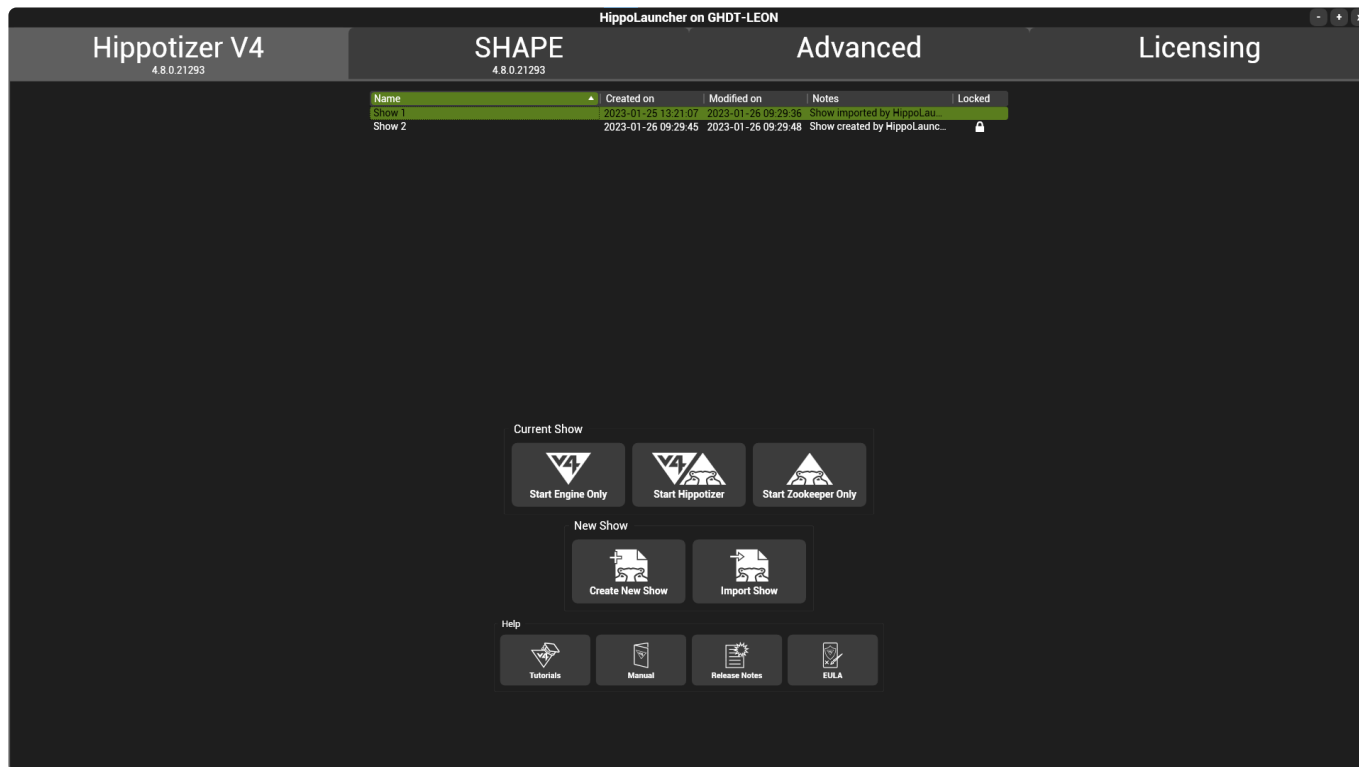 HippoLauncher on GHDT-LEON
Hippotizer V4 SHAPE Advanced Licensing
4.8.0.21293 4.8.0.21293
Name Created on Modified on Notes Locked
Show 1 2023-01-25 13:21:07 2023-01-26 09:29:36 Show imported by HippoLau...
Show 2 2023-01-26 09:29:45 2023-01-26 09:29:48 Show created by HippoLaunc...
Current Show
V4 V4
Start Engine Only Start Hippotizer Start Zookeeper Only
New Show
Create New Show Import Show
Help
V4
Tutorials Manual Release Notes EULA